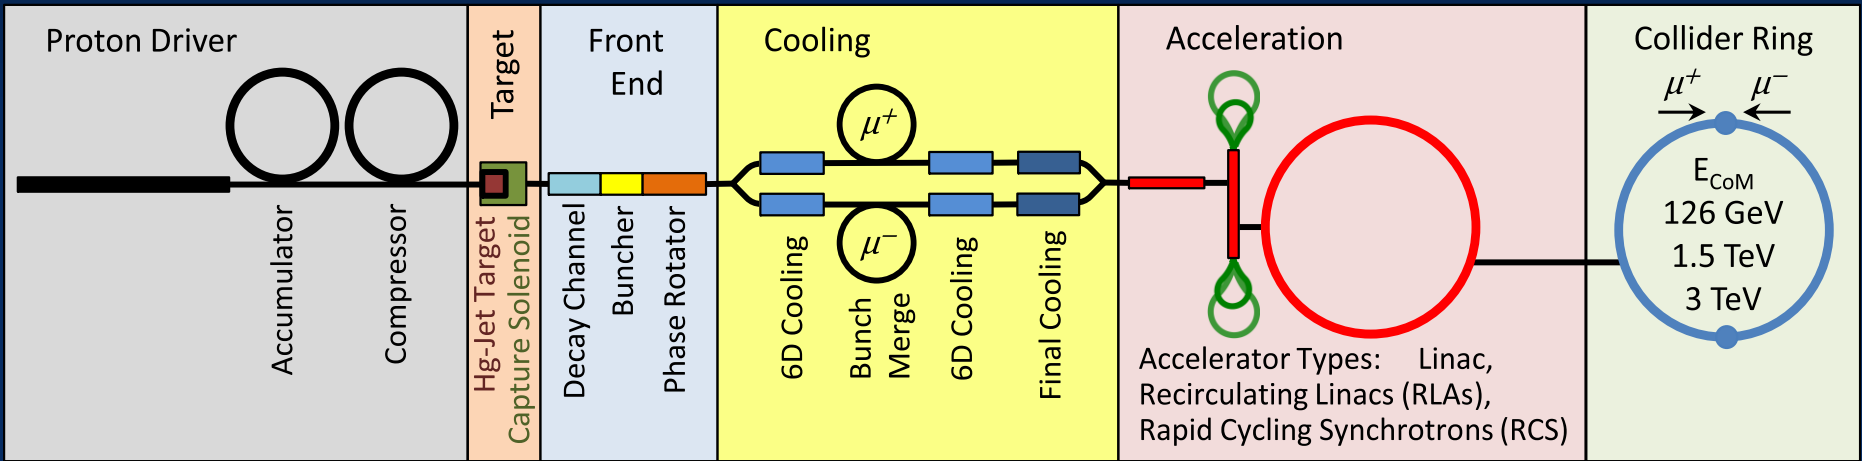 Proton Driver
Accumulator
Compressor
Target
Hg-Jet Target
Capture Solenoid
Front
End
Decay Channel
Buncher
Phase Rotator
Cooling
μ+
μ−
6D Cooling
Bunch
Merge
6D Cooling
Final Cooling
Acceleration
Accelerator Types: Linac,
Recirculating Linacs (RLAs),
Rapid Cycling Synchrotrons (RCS)
Collider Ring
μ+ μ−
ECoM
126 GeV
1.5 TeV
3 TeV